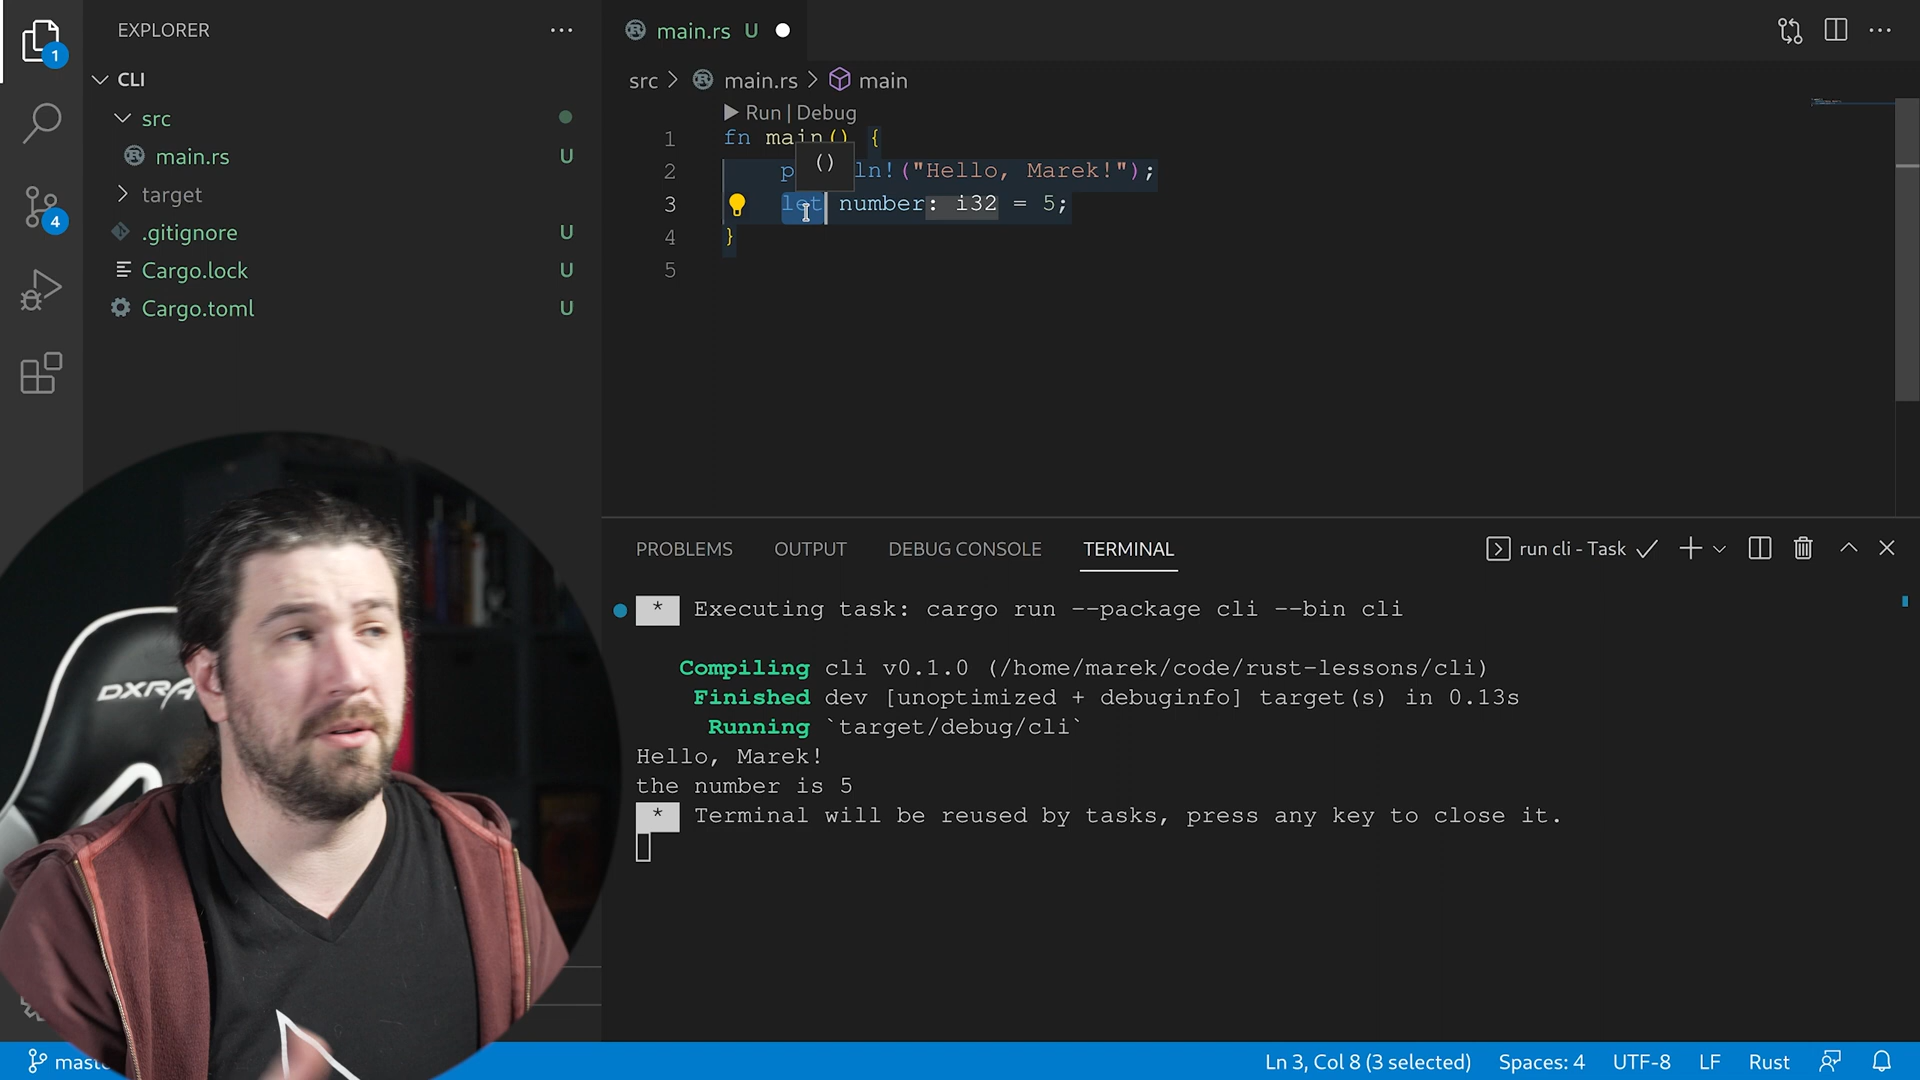 EXPLORER
CLI
src
main.rs U
target
.gitignore U
Cargo.lock U
Cargo.toml U
1
4
main.rs U
src > main.rs > main
Run | Debug
1 fn main() {
()
2 ln!("Hello, Marek!");
3 let number: i32 = 5;
4 }
5
PROBLEMS OUTPUT DEBUG CONSOLE TERMINAL run cli - Task
* Executing task: cargo run --package cli --bin cli
Compiling cli v0.1.0 (/home/marek/code/rust-lessons/cli)
Finished dev [unoptimized + debuginfo] target(s) in 0.13s
Running `target/debug/cli`
Hello, Marek!
the number is 5
* Terminal will be reused by tasks, press any key to close it.
DXRA
Ln 3, Col 8 (3 selected) Spaces: 4 UTF-8 LF Rust